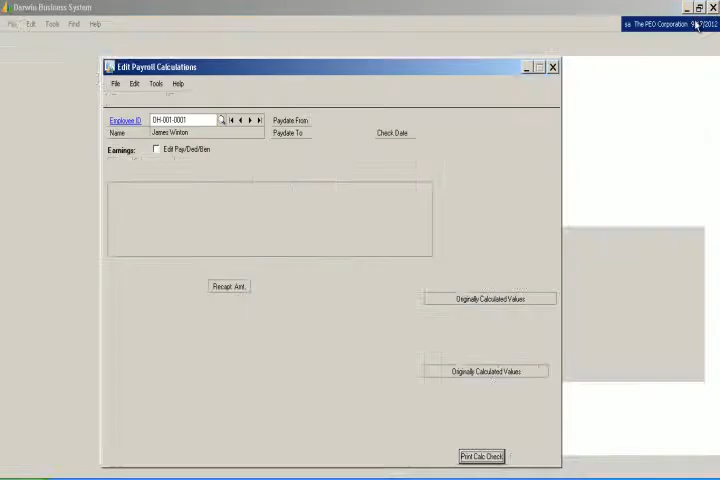 Darwin Business System
File Edit Tools Find Help
sa The PEO Corporation
Edit Payroll Calculations
File Edit Tools Help
Employee ID OH-001-0001 Paydate From
Name James Winton Paydate To Check Date
Earnings: Edit Pay/Ded/Ben
Recapt. Amt.
Originally Calculated Values
Originally Calculated Values
Print Calc Check